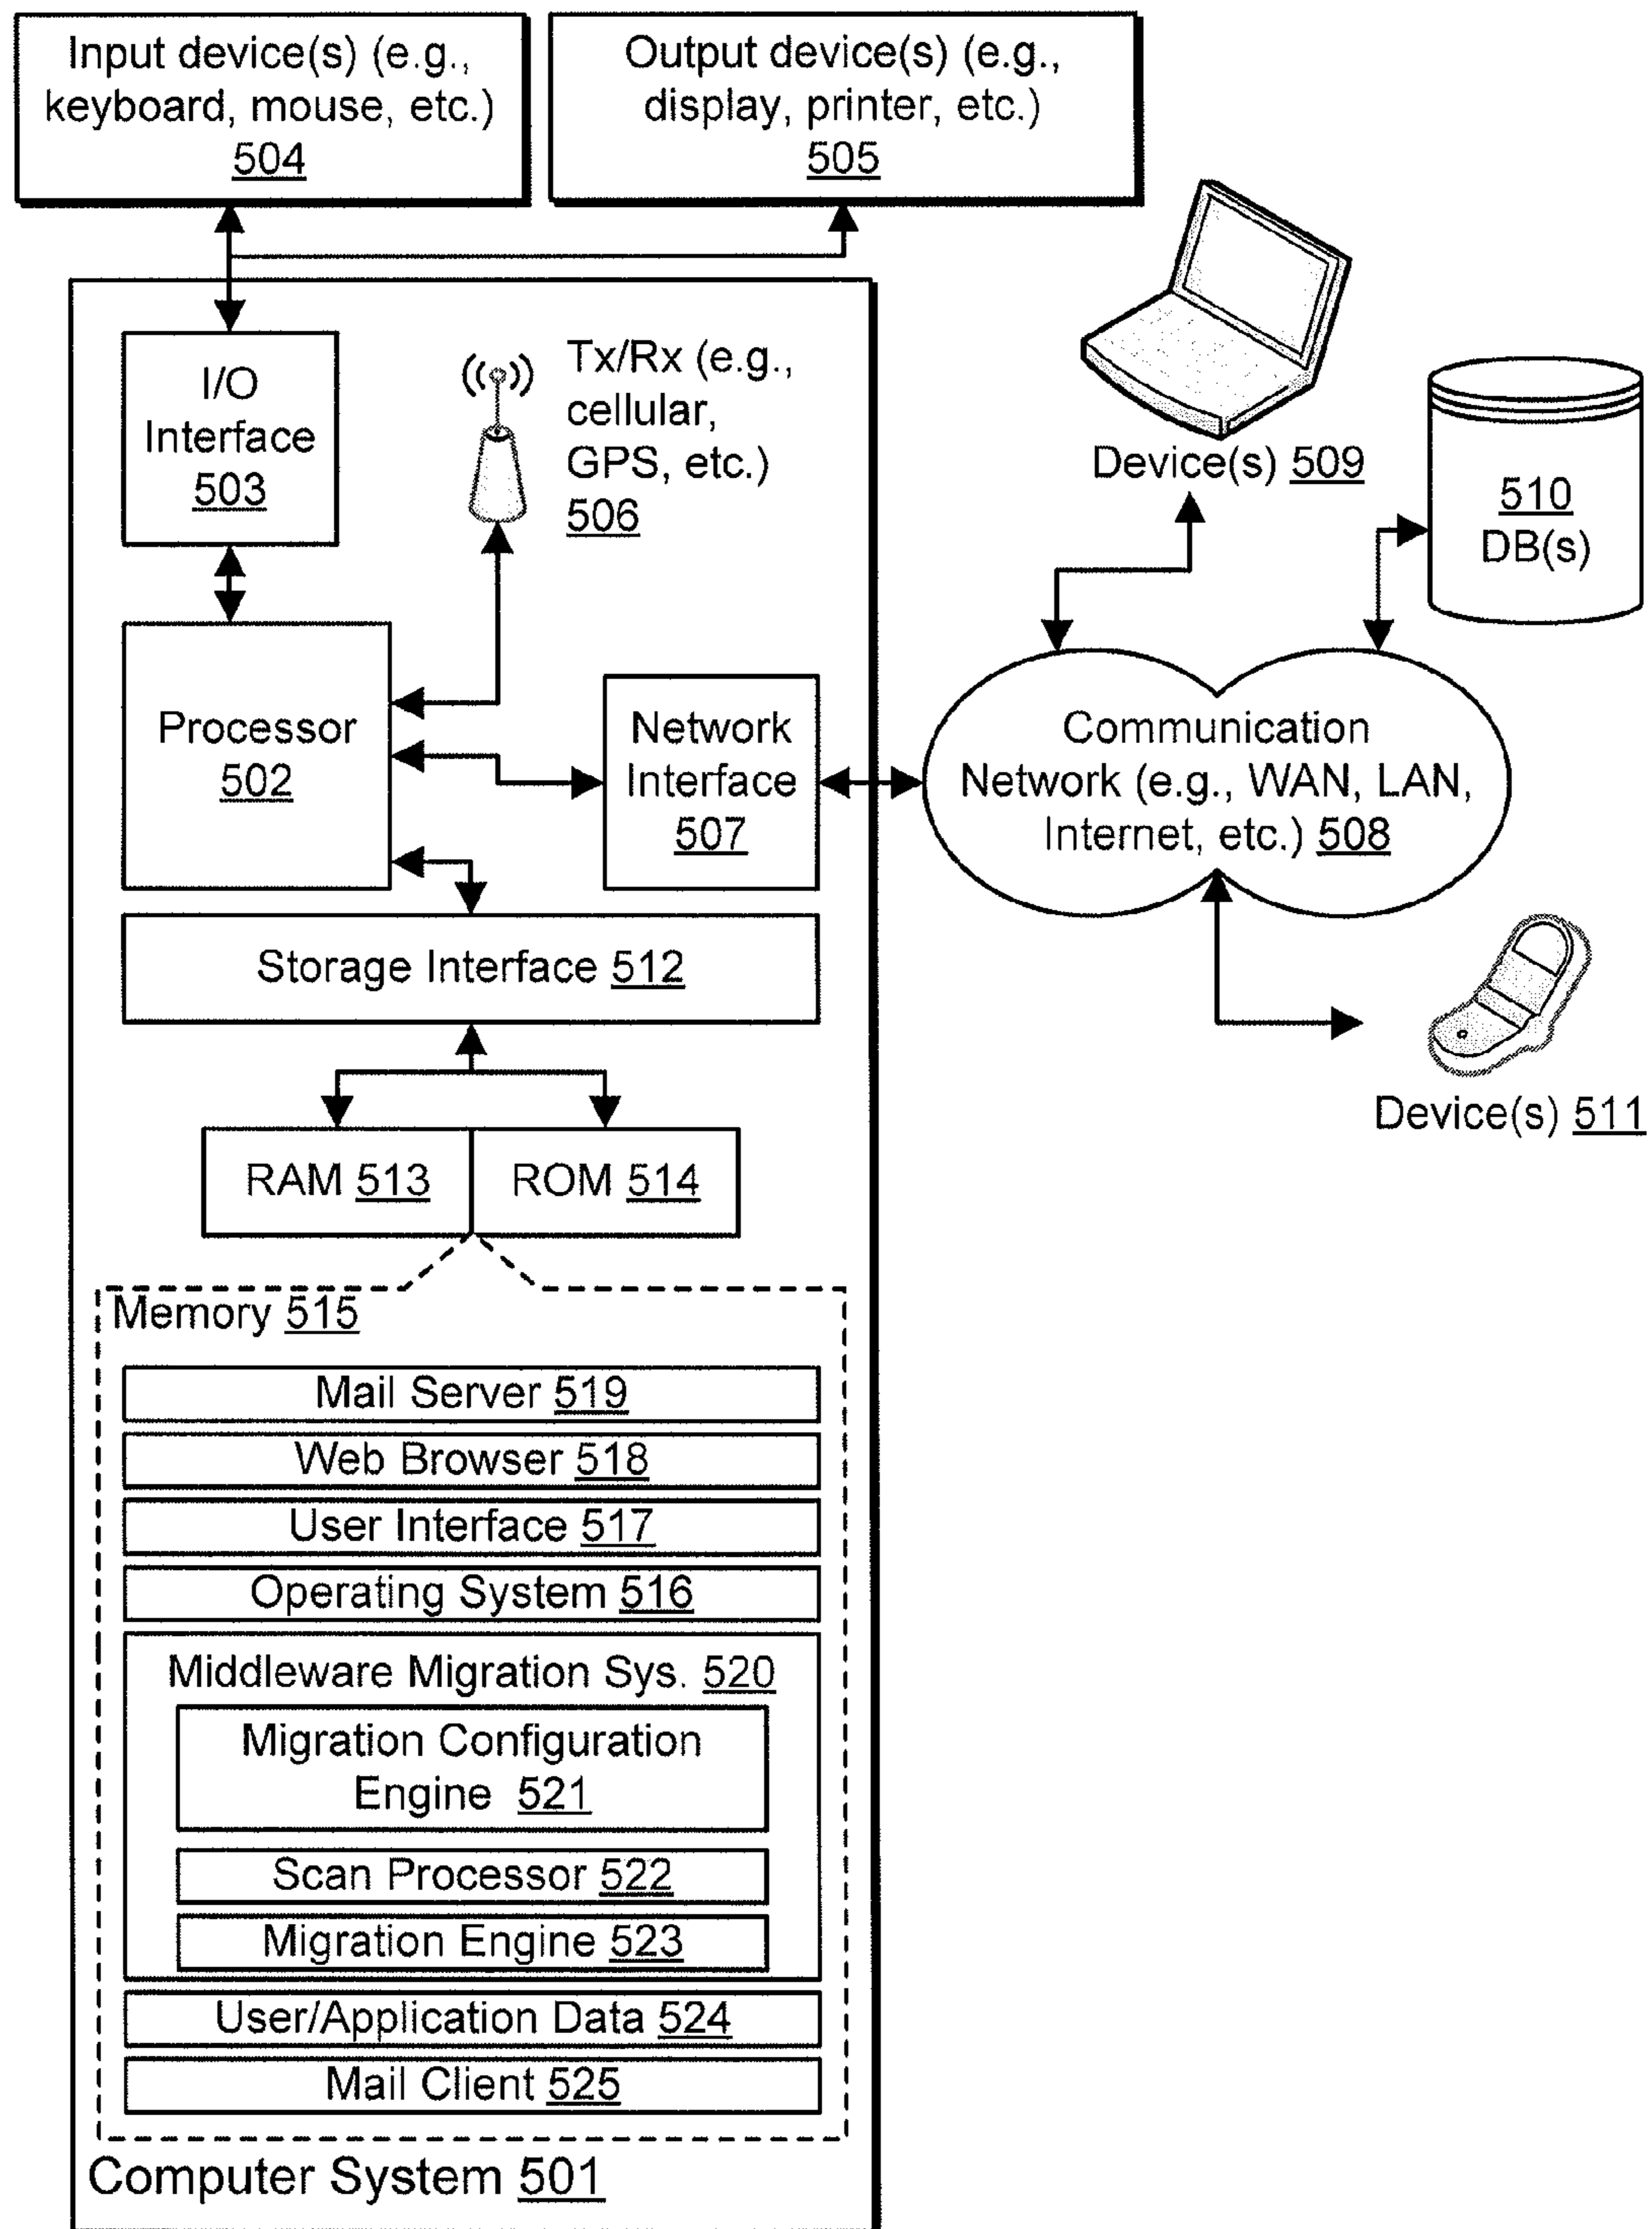 Input device(s) (e.g.,
keyboard, mouse, etc.)
504
Output device(s) (e.g.,
display, printer, etc.)
505
I/O
Interface
503
Tx/Rx (e.g.,
cellular,
GPS, etc.)
506
Device(s) 509
510
DB(s)
Processor
502
Network
Interface
507
Communication
Network (e.g., WAN, LAN,
Internet, etc.) 508
Storage Interface 512
Device(s) 511
RAM 513
ROM 514
Memory 515
Mail Server 519
Web Browser 518
User Interface 517
Operating System 516
Middleware Migration Sys. 520
Migration Configuration
Engine 521
Scan Processor 522
Migration Engine 523
User/Application Data 524
Mail Client 525
Computer System 501